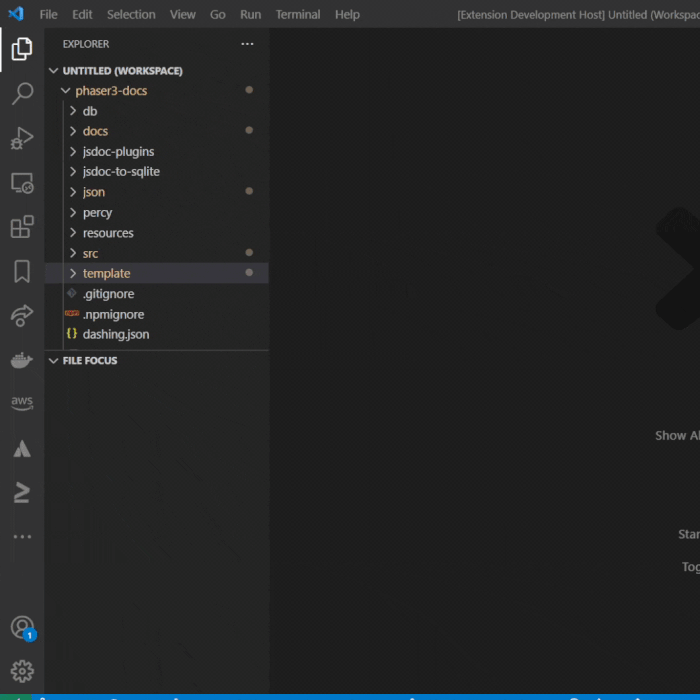 File Edit Selection View Go Run Terminal Help [Extension Development Host] Untitled (Workspac
EXPLORER
UNTITLED (WORKSPACE)
phaser3-docs
db
docs
jsdoc-plugins
jsdoc-to-sqlite
json
percy
resources
src
template
.gitignore
npm .npmignore
{} dashing.json
FILE FOCUS
aws
Show Al
Star
Tog
1